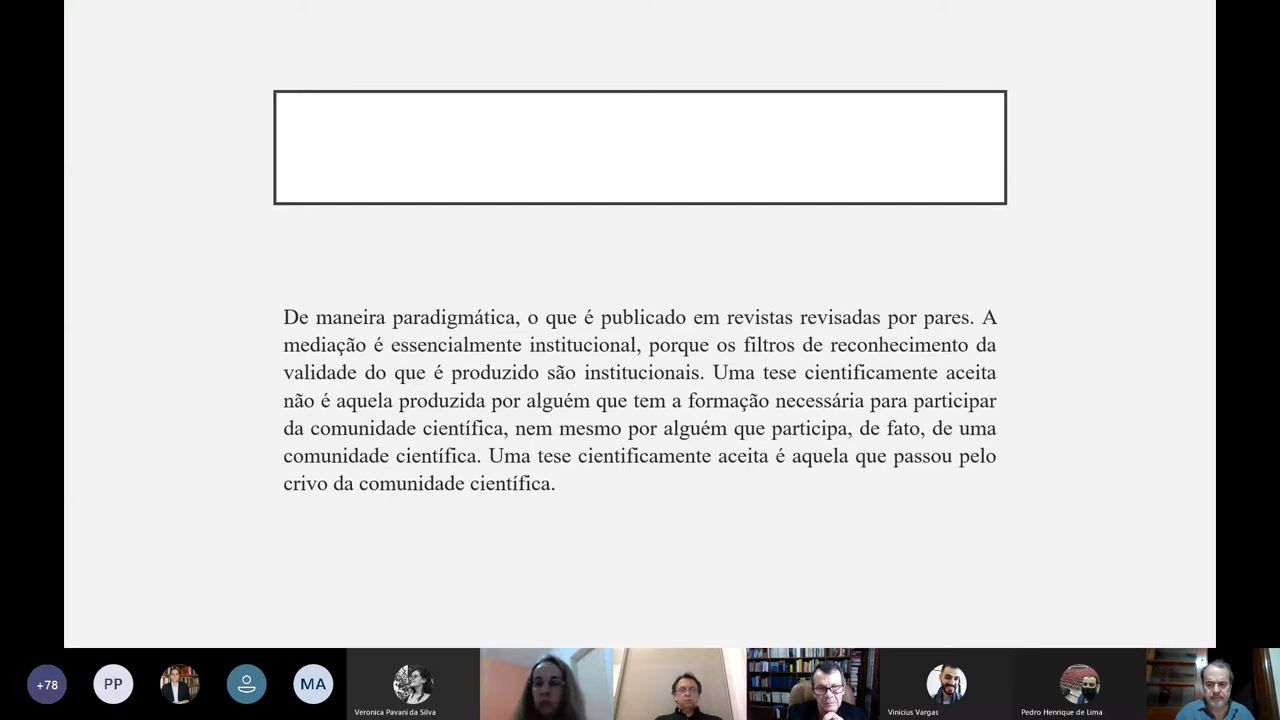 De maneira paradigmática, o que é publicado em revistas revisadas por pares. A
mediação é essencialmente institucional, porque os filtros de reconhecimento da
validade do que é produzido são institucionais. Uma tese cientificamente aceita
não é aquela produzida por alguém que tem a formação necessária para participar
da comunidade científica, nem mesmo por alguém que participa, de fato, de uma
comunidade científica. Uma tese cientificamente aceita é aquela que passou pelo
crivo da comunidade científica.
+78
PP
MA
Veronica Pavani da Silva
Vinicius Vargas
Pedro Henrique de Lima